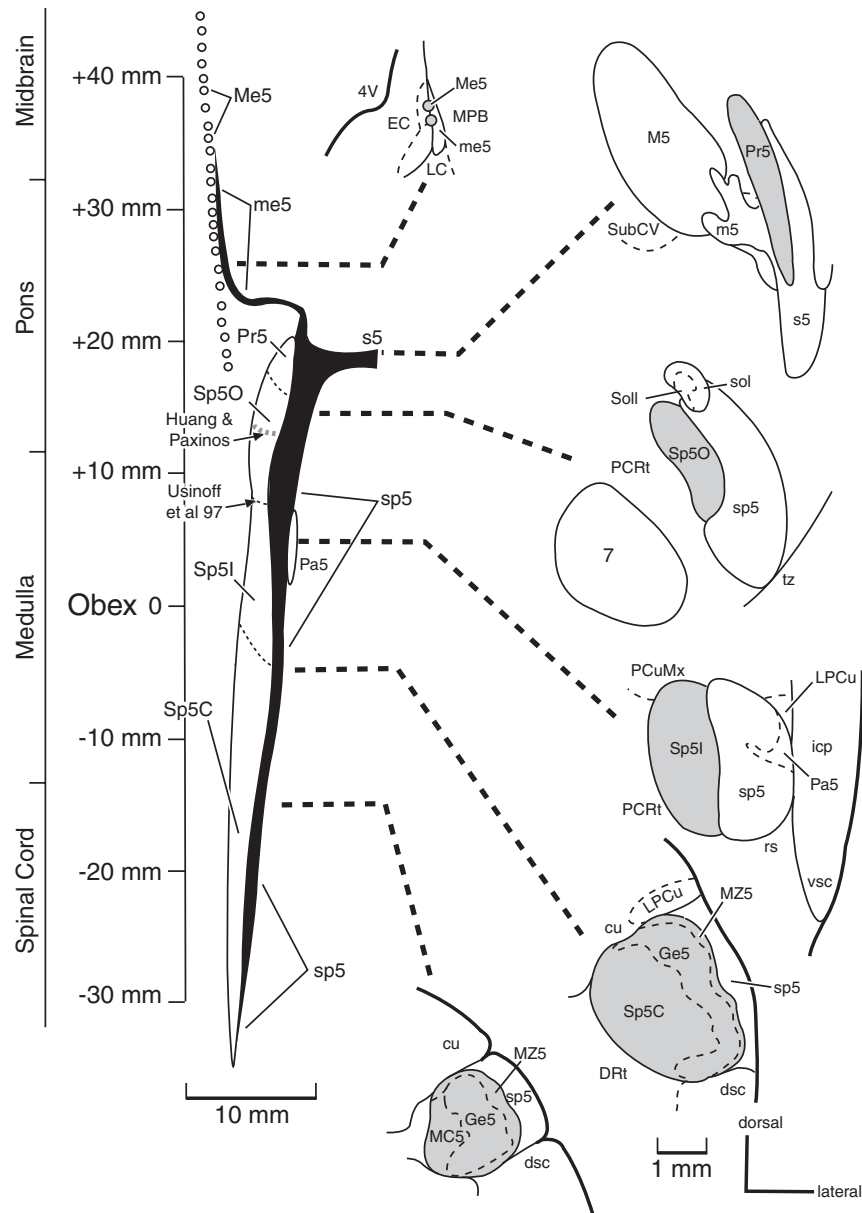 Midbrain
Pons
Medulla
Spinal Cord
+40 mm
+30 mm
+20 mm
+10 mm
Obex 0
-10 mm
-20 mm
-30 mm
10 mm
Me5
me5
Pr5
s5
Sp5O
Huang &
Paxinos
Usinoff
et al 97
sp5
Pa5
Sp5I
Sp5C
sp5
4V
Me5
EC
MPB
me5
LC
M5
Pr5
m5
SubCV
s5
Soll
sol
Sp5O
PCRt
sp5
7
tz
PCuMx
LPCu
Sp5I
icp
sp5
Pa5
PCRt
rs
vsc
LPCu
MZ5
cu
Ge5
sp5
Sp5C
DRt
dsc
cu
MZ5
sp5
Ge5
MC5
dsc
1 mm
dorsal
lateral